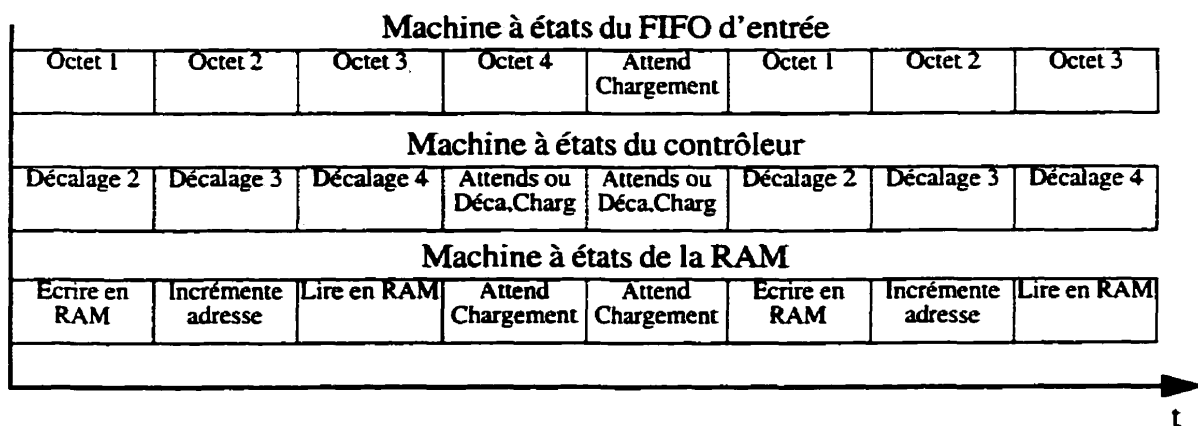 Machine à états du FIFO d'entrée
Octet 1 Octet 2 Octet 3 Octet 4 Attend Octet 1 Octet 2 Octet 3
Chargement
Machine à états du contrôleur
Décalage 2 Décalage 3 Décalage 4 Attends ou Attends ou Décalage 2 Décalage 3 Décalage 4
Déca.Charg Déca.Charg
Machine à états de la RAM
Ecrire en Incrémente Lire en RAM Attend Attend Ecrire en Incrémente Lire en RAM
RAM adresse Chargement Chargement RAM adresse
t